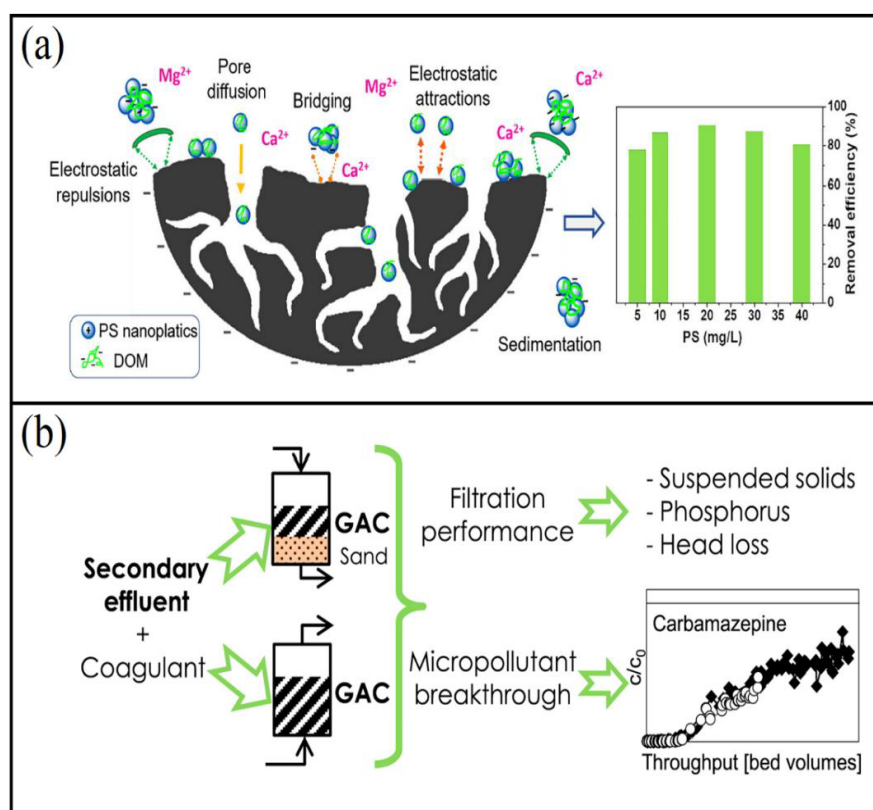 (a)
Mg2+
Pore
diffusion
Bridging
Mg2+
Electrostatic
attractions
Ca2+
Ca2+
Ca2+
Ca2+
Electrostatic
repulsions
Sedimentation
PS nanoplatics
DOM
100
80
60
40
20
0
Removal efficiency (%)
5 10 15 20 25 30 35 40
PS (mg/L)
(b)
Secondary
effluent
+
Coagulant
GAC
Sand
GAC
Filtration
performance
- Suspended solids
- Phosphorus
- Head loss
Micropollutant
breakthrough
Carbamazepine
c/c0
Throughput [bed volumes]